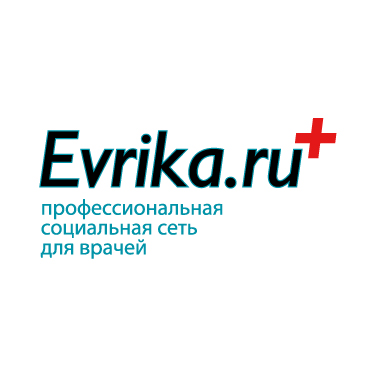 Evrika.ru+
профессиональная
социальная сеть
для врачей